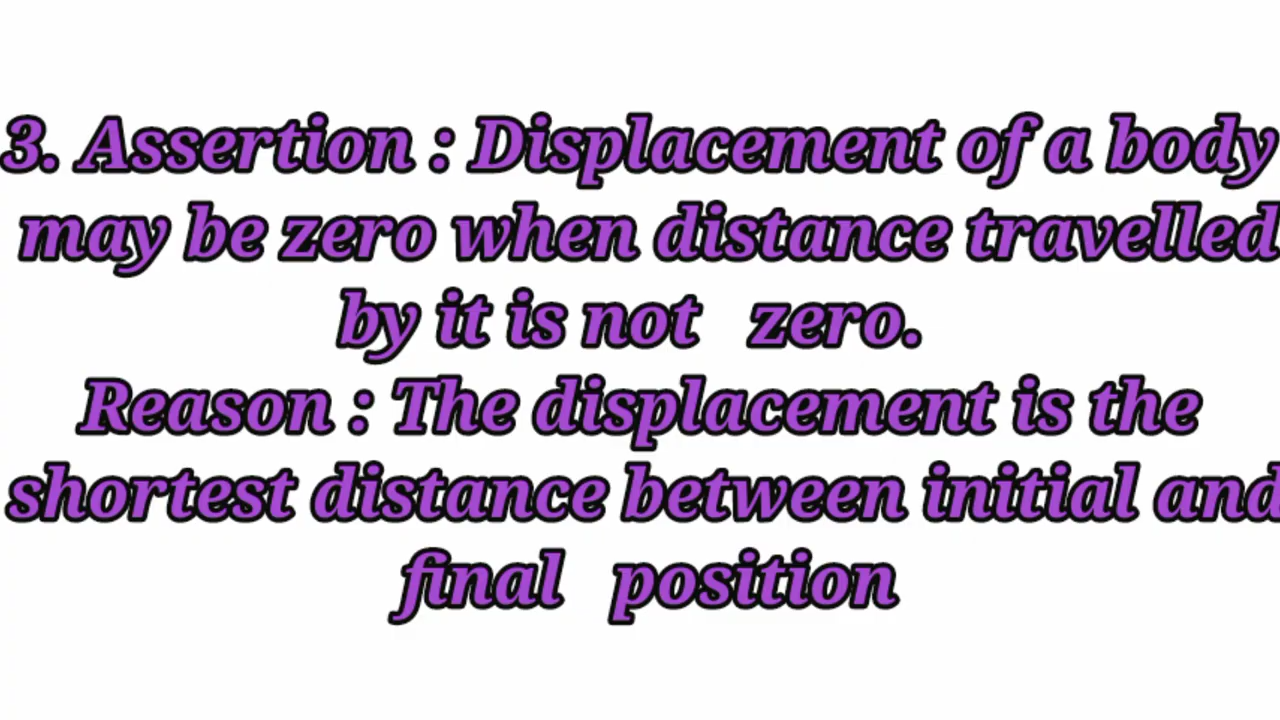 3. Assertion : Displacement of a body
may be zero when distance travelled
by it is not zero.
Reason : The displacement is the
shortest distance between initial and
final position